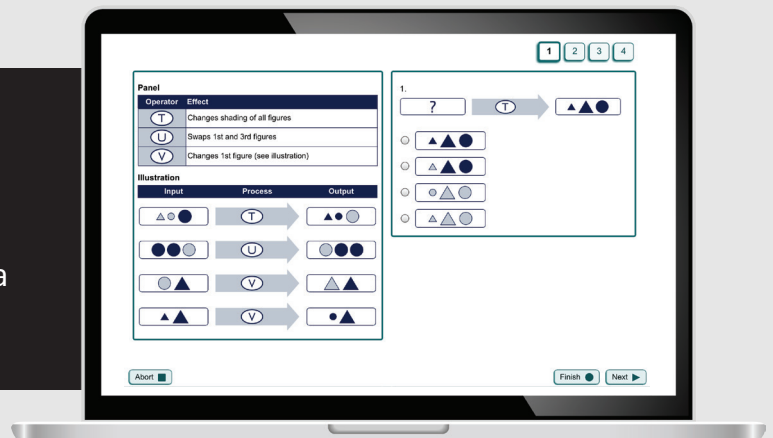 1 2 3 4
Panel
Operator Effect
T Changes shading of all figures
U Swaps 1st and 3rd figures
V Changes 1st figure (see illustration)
Illustration
Input Process Output
T
U
V
V
1.
? T
a
Abort
Finish Next